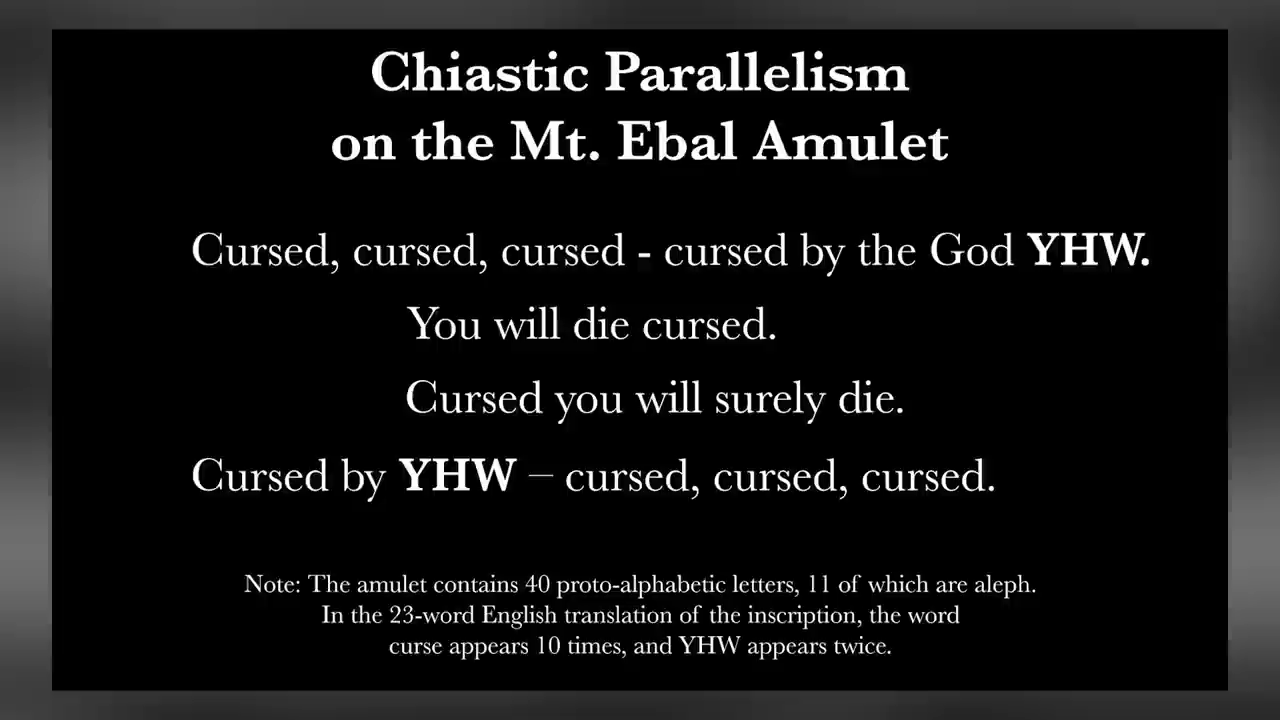 Chiastic Parallelism
on the Mt. Ebal Amulet
Cursed, cursed, cursed - cursed by the God YHW.
You will die cursed.
Cursed you will surely die.
Cursed by YHW – cursed, cursed, cursed.
Note: The amulet contains 40 proto-alphabetic letters, 11 of which are aleph.
In the 23-word English translation of the inscription, the word
curse appears 10 times, and YHW appears twice.